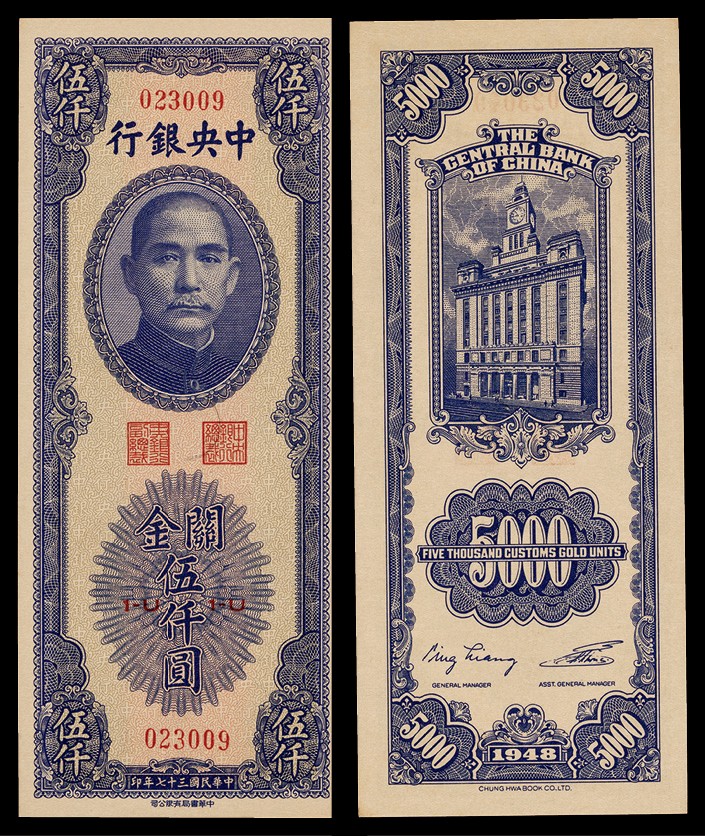 伍仟
伍仟
023009
中央銀行
關金
伍仟圓
1-U 1-U
023009
伍仟
伍仟
中華民國三十七年印
中華書局有限公司
5000
5000
THE
CENTRAL BANK
OF CHINA
5000
FIVE THOUSAND CUSTOMS GOLD UNITS
GENERAL MANAGER
ASST. GENERAL MANAGER
5000
5000
1948
CHUNG HWA BOOK CO., LTD.